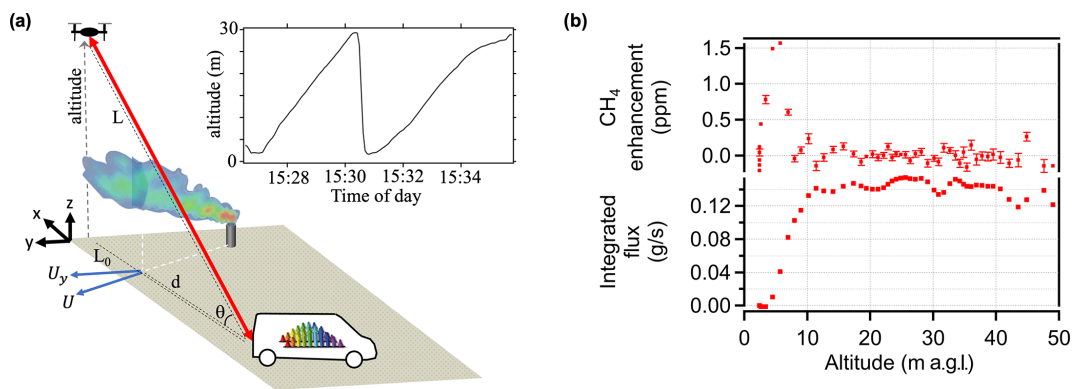 (a)
altitude
L
x
z
y
L0
d
Uy
U
θ
altitude (m)
30
0
15:28
15:30
15:32
15:34
Time of day
(b)
CH4
enhancement
(ppm)
1.5
1.0
0.5
0.0
Integrated
flux
(g/s)
0.12
0.08
0.04
0.00
0
10
20
30
40
50
Altitude (m a.g.l.)